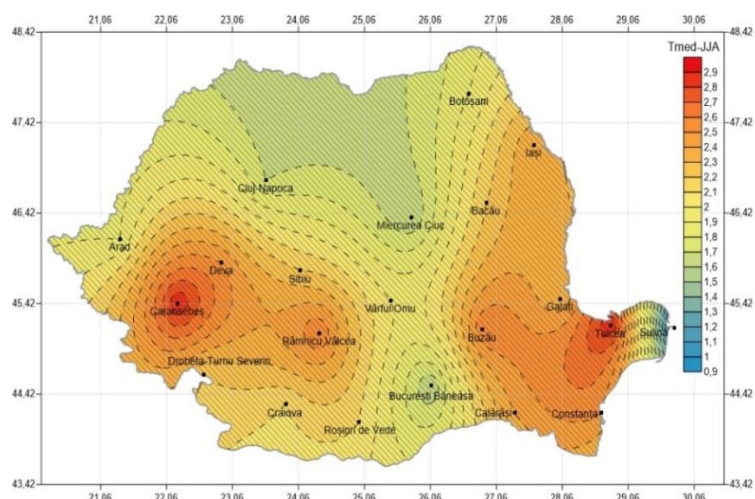 21,06 22,06 23,06 24,06 25,06 26,06 27,06 28,06 29,06 30,06
48,42 48,42
Tmed-JJA
2,9
2,8
2,7
2,6
2,5
2,4
2,3
2,2
2,1
2
1,9
1,8
1,7
1,6
1,5
1,4
1,3
1,2
1,1
1
0,9
Botoșani
47,42 47,42
Iași
Cluj-Napoca
Bacău
46,42 46,42
Miercurea Ciuc
Arad
Deva
Sibiu
45,42 45,42
Caransebeș
Vârful Omu
Galați
Tulcea
Sulina
Râmnicu Vâlcea
Buzău
Drobeta-Turnu Severin
44,42 44,42
București Băneasa
Craiova
Călărași
Constanța
Roșiori de Vede
43,42 43,42
21,06 22,06 23,06 24,06 25,06 26,06 27,06 28,06 29,06 30,06